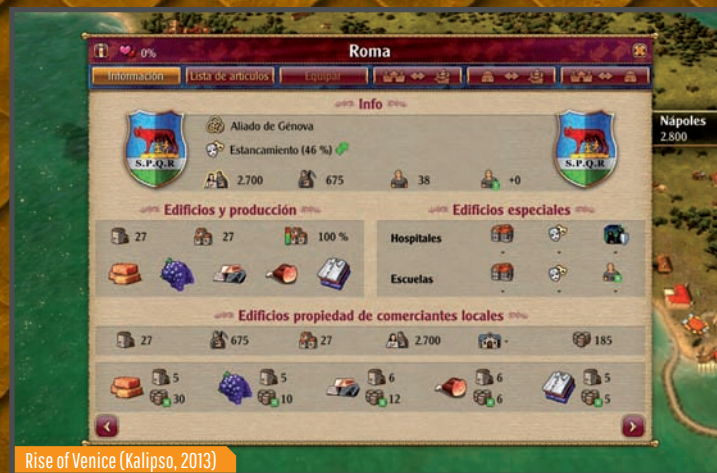 0%
Roma
Información
Lista de artículos
Equipar
Info
Aliado de Génova
Estancamiento (46 %)
S.P.Q.R
S.P.Q.R
2.700
675
38
+0
Nápoles
2.800
Edificios y producción
Edificios especiales
27
27
100 %
Hospitales
-
-
-
Escuelas
-
-
-
Edificios propiedad de comerciantes locales
27
675
27
2.700
-
185
5
5
6
6
5
30
10
12
6
5
Rise of Venice (Kalipso, 2013)